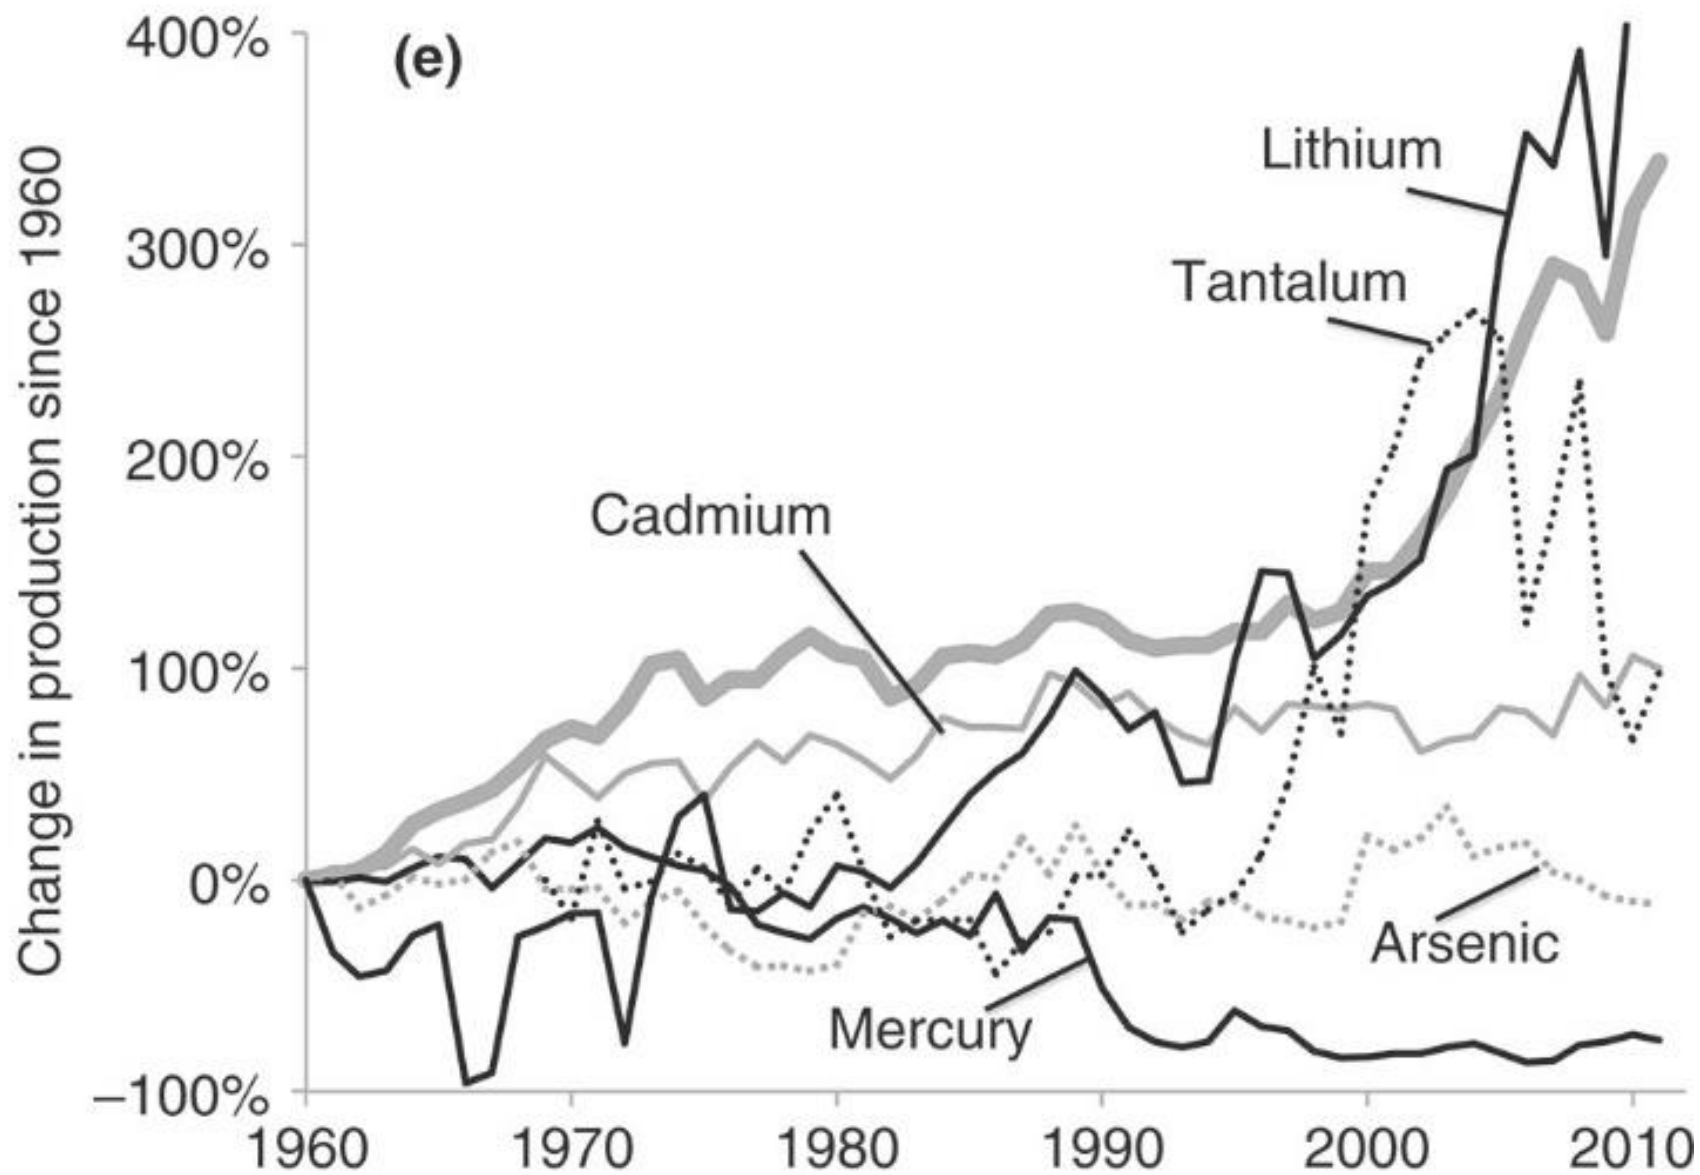 (e)
Change in production since 1960
400%
300%
200%
100%
0%
–100%
1960 1970 1980 1990 2000 2010
Lithium
Tantalum
Cadmium
Arsenic
Mercury